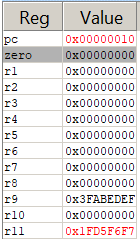 Reg Value
pc 0x00000010
zero 0x00000000
r1 0x00000000
r2 0x00000000
r3 0x00000000
r4 0x00000000
r5 0x00000000
r6 0x00000000
r7 0x00000000
r8 0x00000000
r9 0x3FABEDEF
r10 0x00000000
r11 0x1FD5F6F7